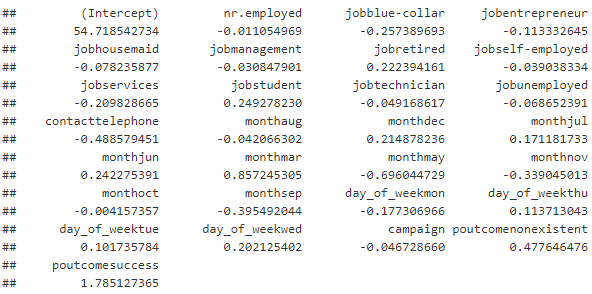 ##          (Intercept)          nr.employed       jobblue-collar      jobentrepreneur
##         54.718542734         -0.011054969         -0.257389693         -0.113332645
##         jobhousemaid        jobmanagement           jobretired     jobself-employed
##         -0.078235877         -0.030847901          0.222394161         -0.039038334
##          jobservices           jobstudent        jobtechnician        jobunemployed
##         -0.209828665          0.249278230         -0.049168617         -0.068652391
##     contacttelephone             monthaug             monthdec             monthjul
##         -0.488579451         -0.042066302          0.214876236          0.171181733
##             monthjun             monthmar             monthmay             monthnov
##          0.242275391          0.857245305         -0.696044729         -0.339045013
##             monthoct             monthsep       day_of_weekmon       day_of_weekthu
##         -0.004157357         -0.395492044         -0.177306966          0.113713043
##       day_of_weektue       day_of_weekwed             campaign  poutcomenonexistent
##          0.101735784          0.202125402         -0.046728660          0.477646476
##      poutcomesuccess
##          1.785127365